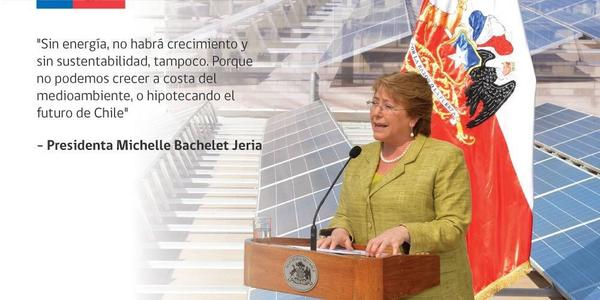 "Sin energía, no habrá crecimiento y
sin sustentabilidad, tampoco. Porque
no podemos crecer a costa del
medioambiente, o hipotecando el
futuro de Chile"
– Presidenta Michelle Bachelet Jeria